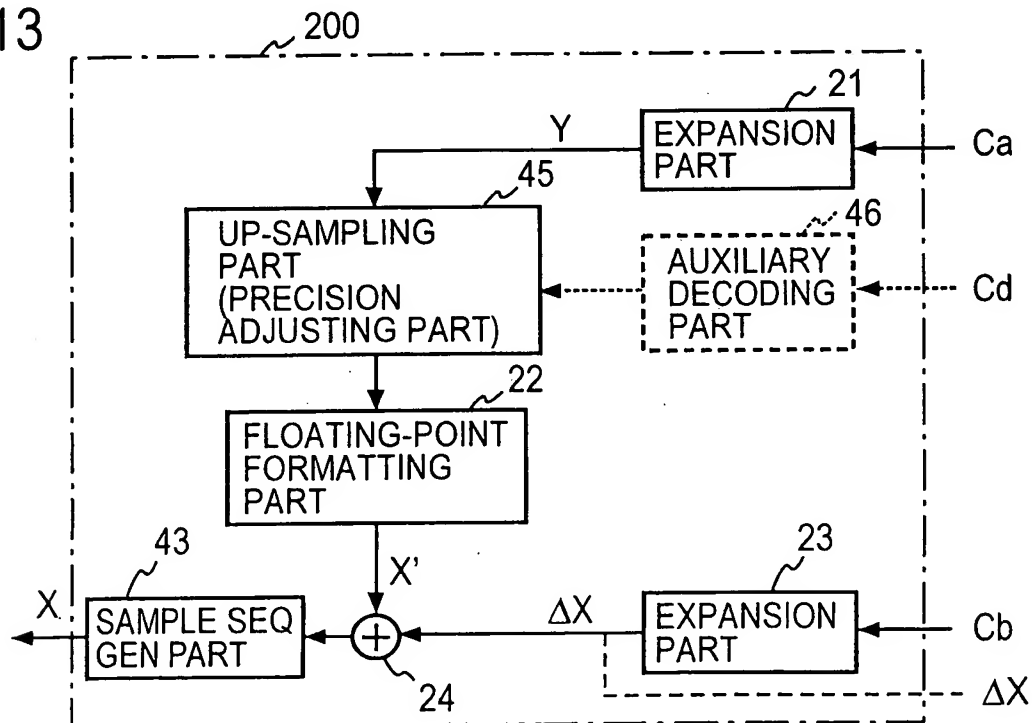 13
200
21
EXPANSION
PART
Ca
Y
45
UP-SAMPLING
PART
(PRECISION
ADJUSTING PART)
46
AUXILIARY
DECODING
PART
Cd
22
FLOATING-POINT
FORMATTING
PART
43
X
SAMPLE SEQ
GEN PART
X'
24
ΔX
23
EXPANSION
PART
Cb
ΔX